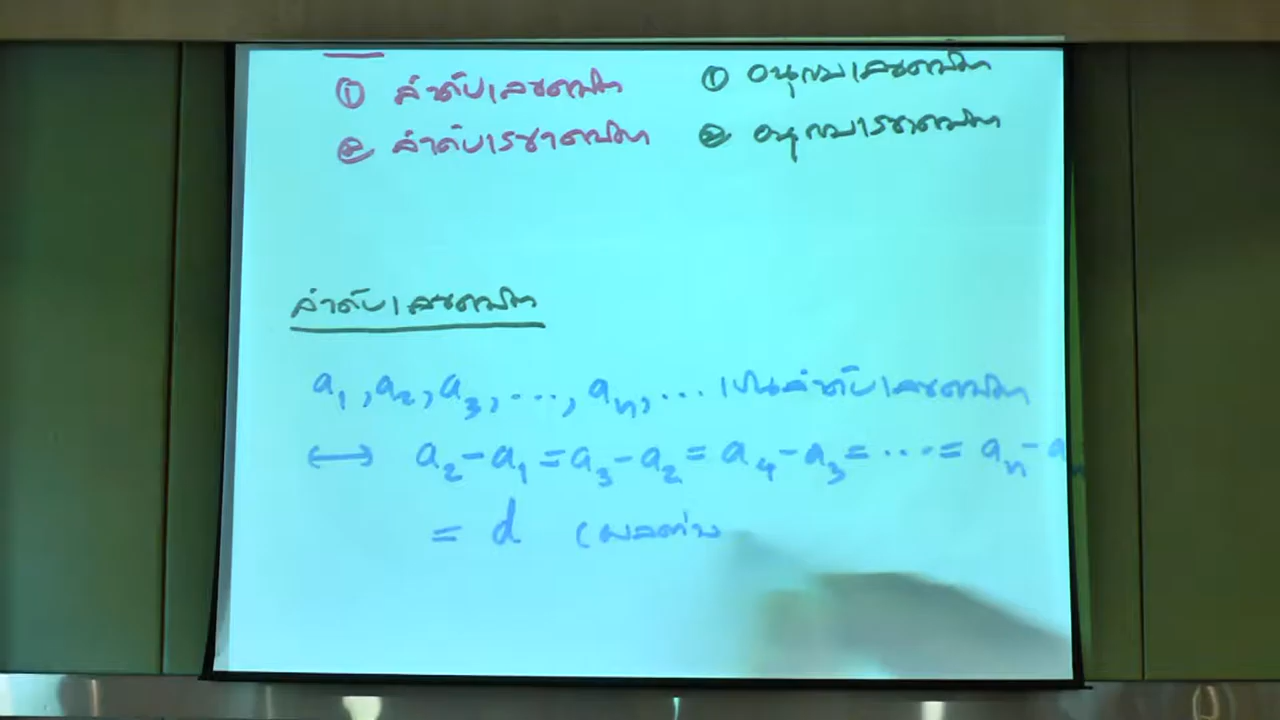 ① ลำดับเลขคณิต ① อนุกรมเลขคณิต
② ลำดับเรขาคณิต ② อนุกรมเรขาคณิต
ลำดับเลขคณิต
a₁, a₂, a₃, ..., aₙ, ... เป็นลำดับเลขคณิต
⟷ a₂ - a₁ = a₃ - a₂ = a₄ - a₃ = ... = aₙ - a
= d (ผลต่าง